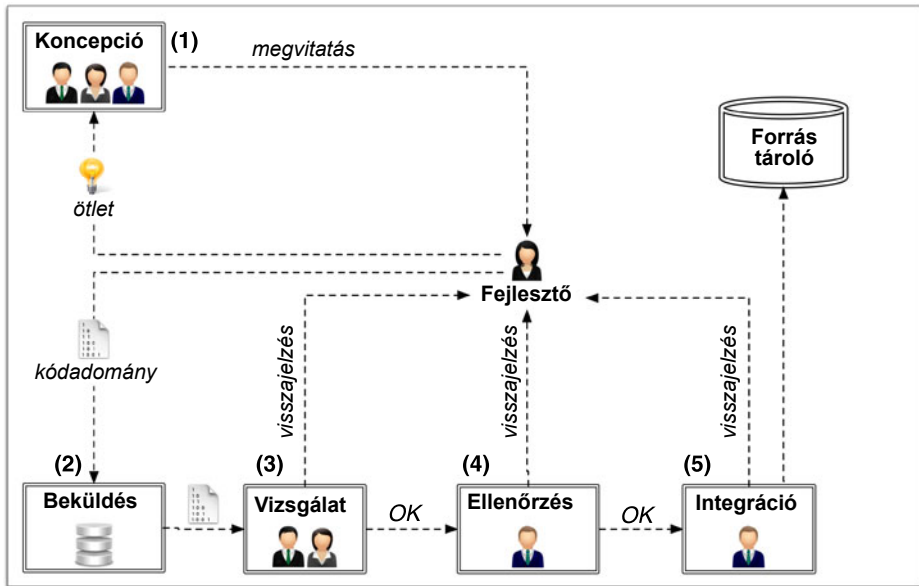 Koncepció
(1)
megvitatás
Forrás
tároló
ötlet
Fejlesztő
kódadomány
visszajelzés
visszajelzés
visszajelzés
(2)
(3)
(4)
(5)
Beküldés
Vizsgálat
OK
Ellenőrzés
OK
Integráció